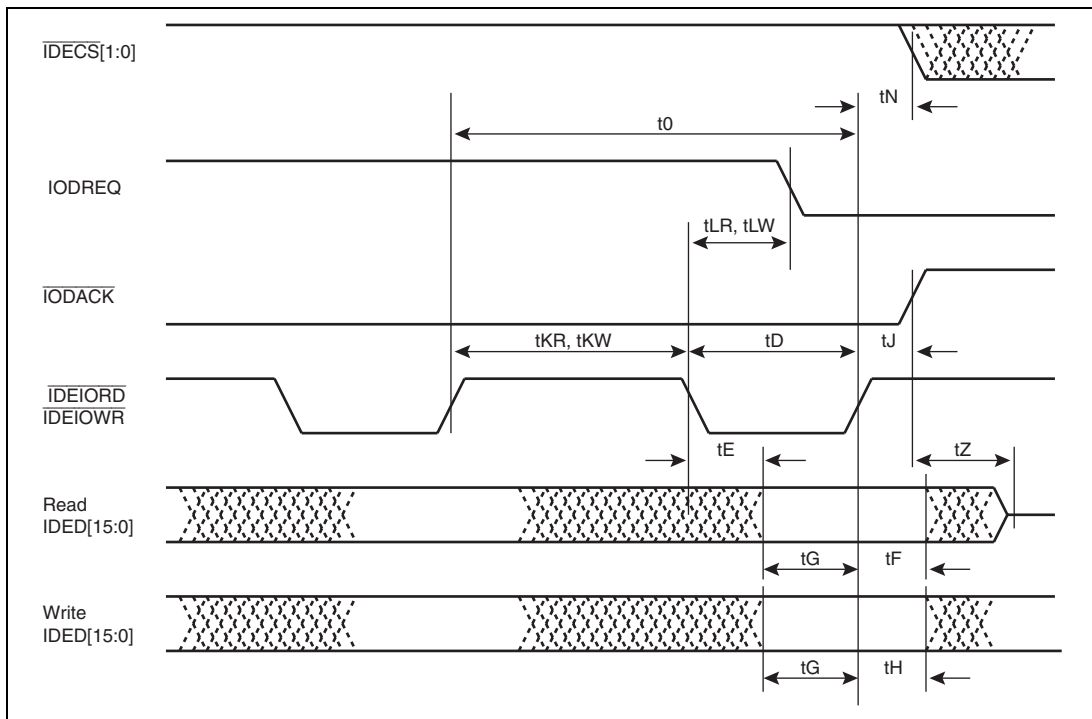 IDECS[1:0]
tN
t0
IODREQ
tLR, tLW
IODACK
tKR, tKW
tD
tJ
IDEIORD
IDEIOWR
tE
tZ
Read
IDED[15:0]
tG
tF
Write
IDED[15:0]
tG
tH